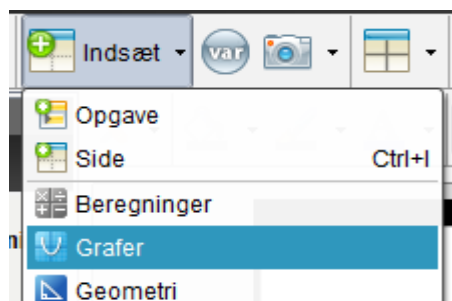 Indsæt var
Opgave
Side Ctrl+I
Beregninger
Grafer
Geometri